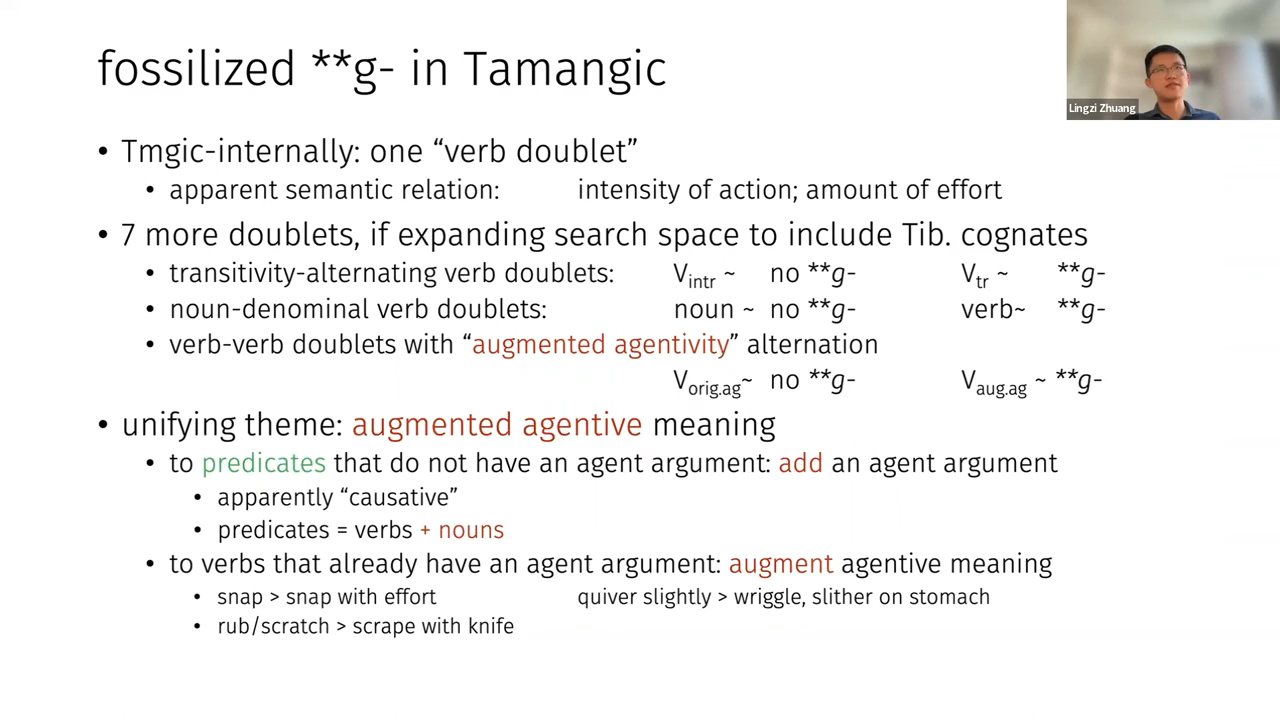 fossilized **g- in Tamangic
Lingzi Zhuang
• Tmgic-internally: one “verb doublet”
• apparent semantic relation: intensity of action; amount of effort
• 7 more doublets, if expanding search space to include Tib. cognates
• transitivity-alternating verb doublets: Vintr ~ no **g- Vtr ~ **g-
• noun-denominal verb doublets: noun ~ no **g- verb~ **g-
• verb-verb doublets with “augmented agentivity” alternation
Vorig.ag~ no **g- Vaug.ag ~ **g-
• unifying theme: augmented agentive meaning
• to predicates that do not have an agent argument: add an agent argument
• apparently “causative”
• predicates = verbs + nouns
• to verbs that already have an agent argument: augment agentive meaning
• snap > snap with effort quiver slightly > wriggle, slither on stomach
• rub/scratch > scrape with knife